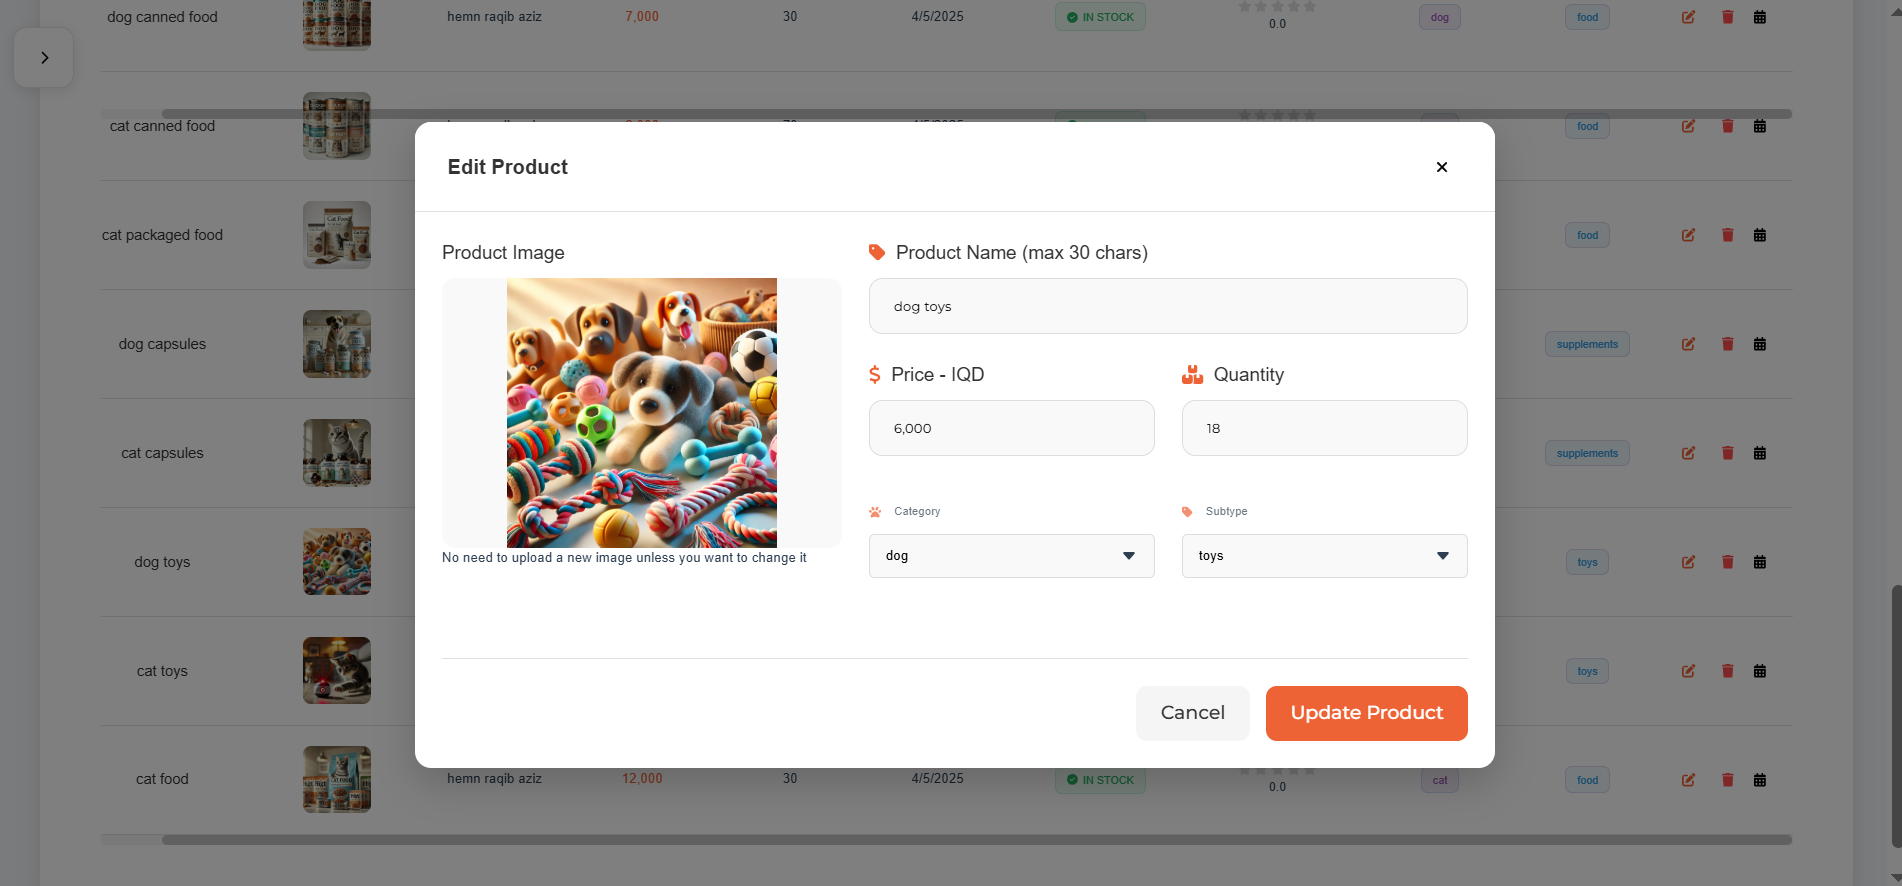 dog canned food hemn raqib aziz 7,000 30 4/5/2025 IN STOCK 0.0 dog food
cat canned food food
Edit Product
cat packaged food food
Product Image
Product Name (max 30 chars)
dog toys
dog capsules supplements
Price - IQD Quantity
6,000 18
cat capsules supplements
Category Subtype
dog toys
No need to upload a new image unless you want to change it
dog toys toys
cat toys toys
Cancel Update Product
cat food hemn raqib aziz 12,000 30 4/5/2025 IN STOCK 0.0 cat food